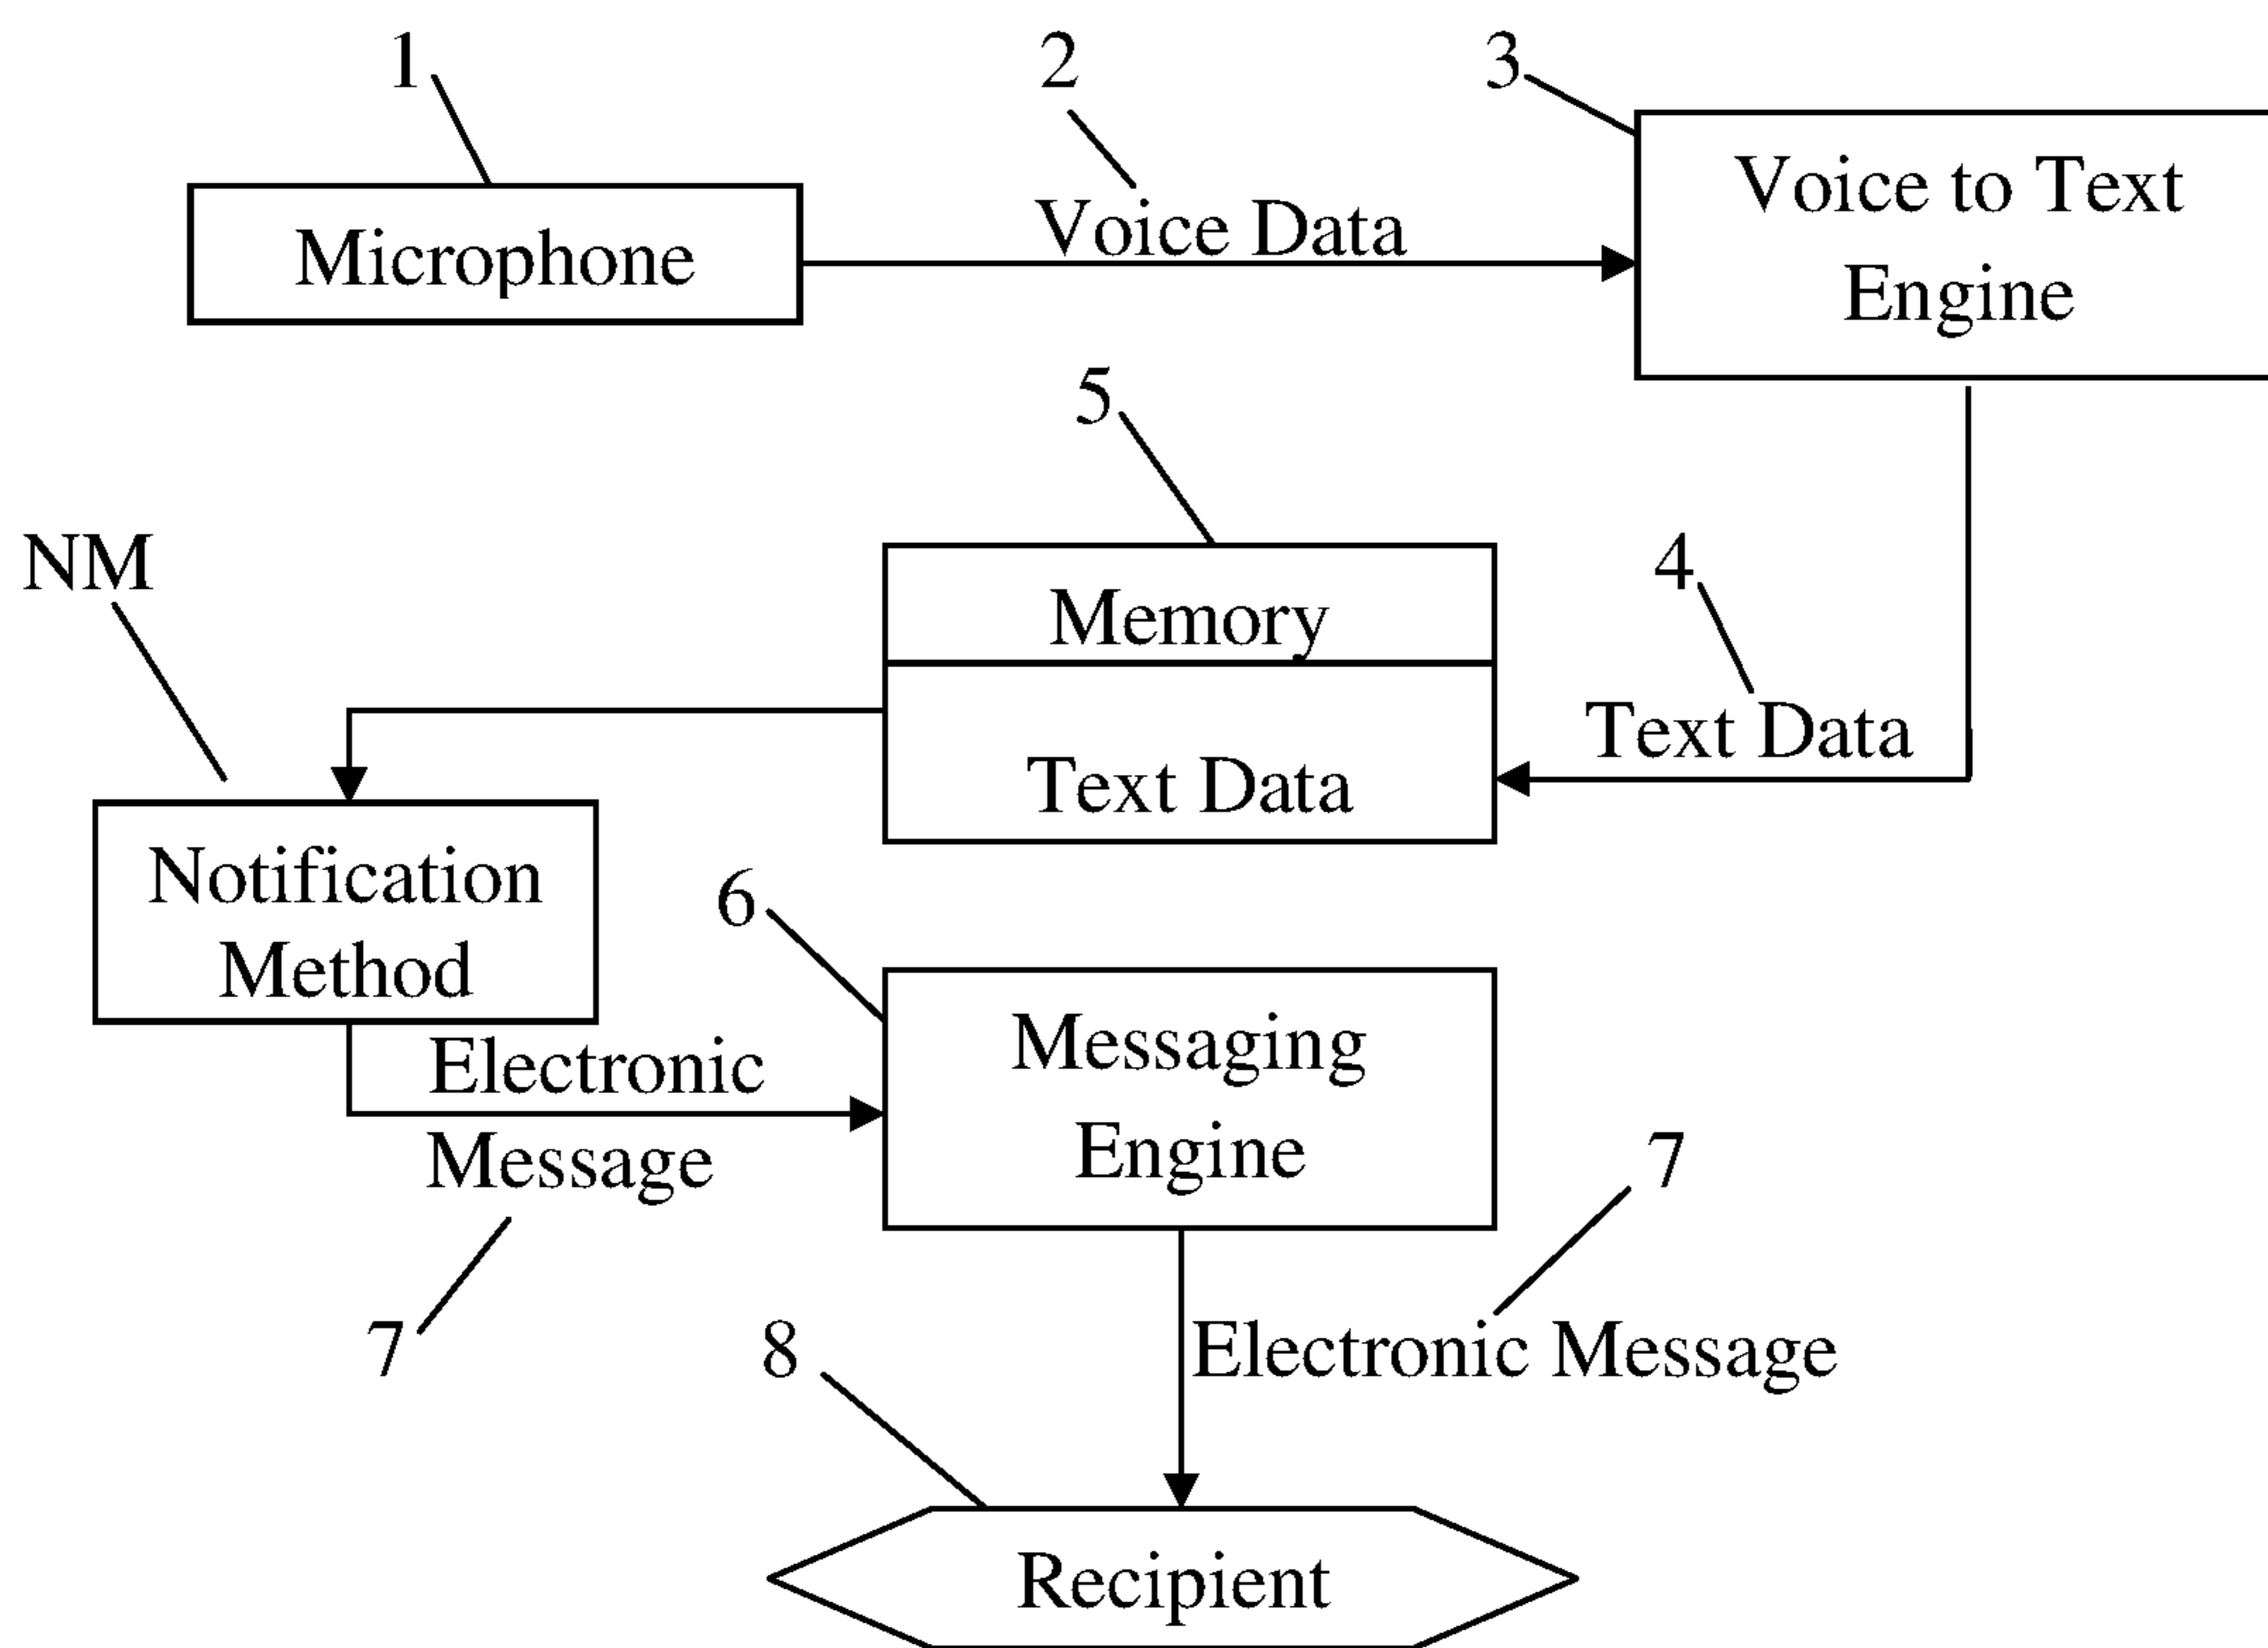 1
2
3
Microphone
Voice Data
Voice to Text
Engine
5
NM
4
Memory
Text Data
Text Data
Notification
Method
6
Electronic
Message
7
Messaging
Engine
7
8
Electronic Message
Recipient